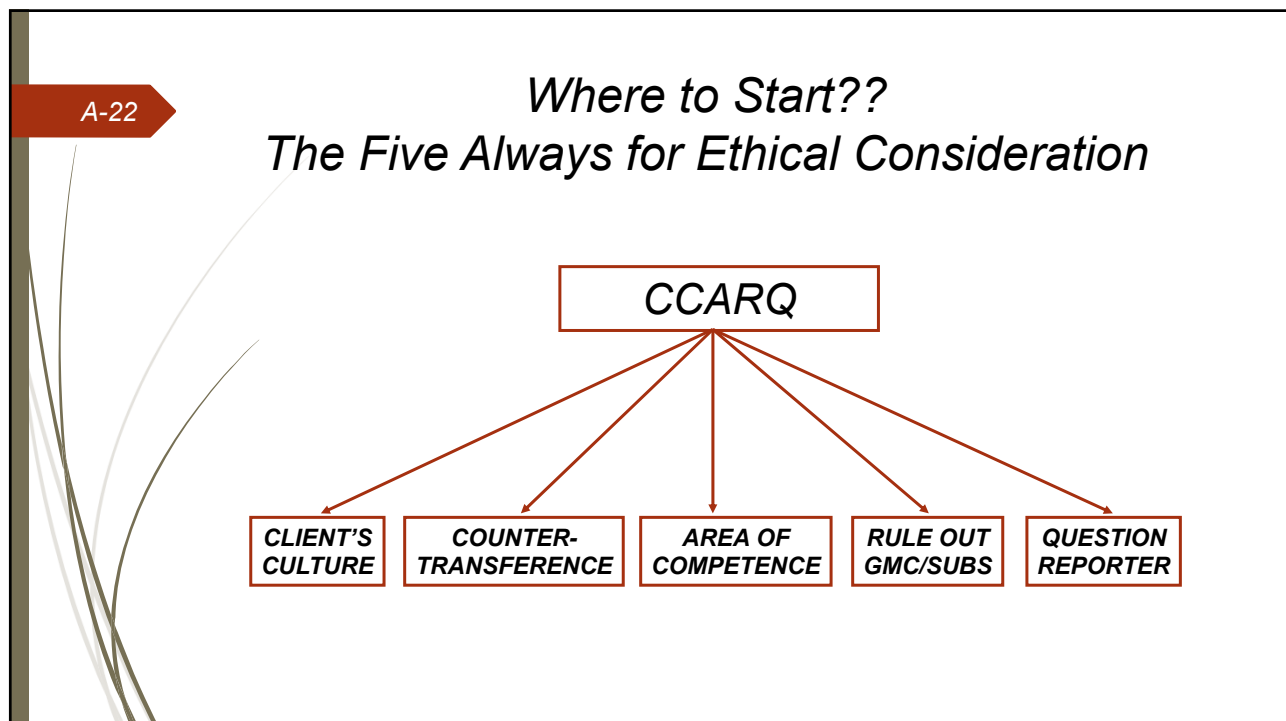 A-22
Where to Start??
The Five Always for Ethical Consideration
CCARQ
CLIENT’S
CULTURE
COUNTER-
TRANSFERENCE
AREA OF
COMPETENCE
RULE OUT
GMC/SUBS
QUESTION
REPORTER